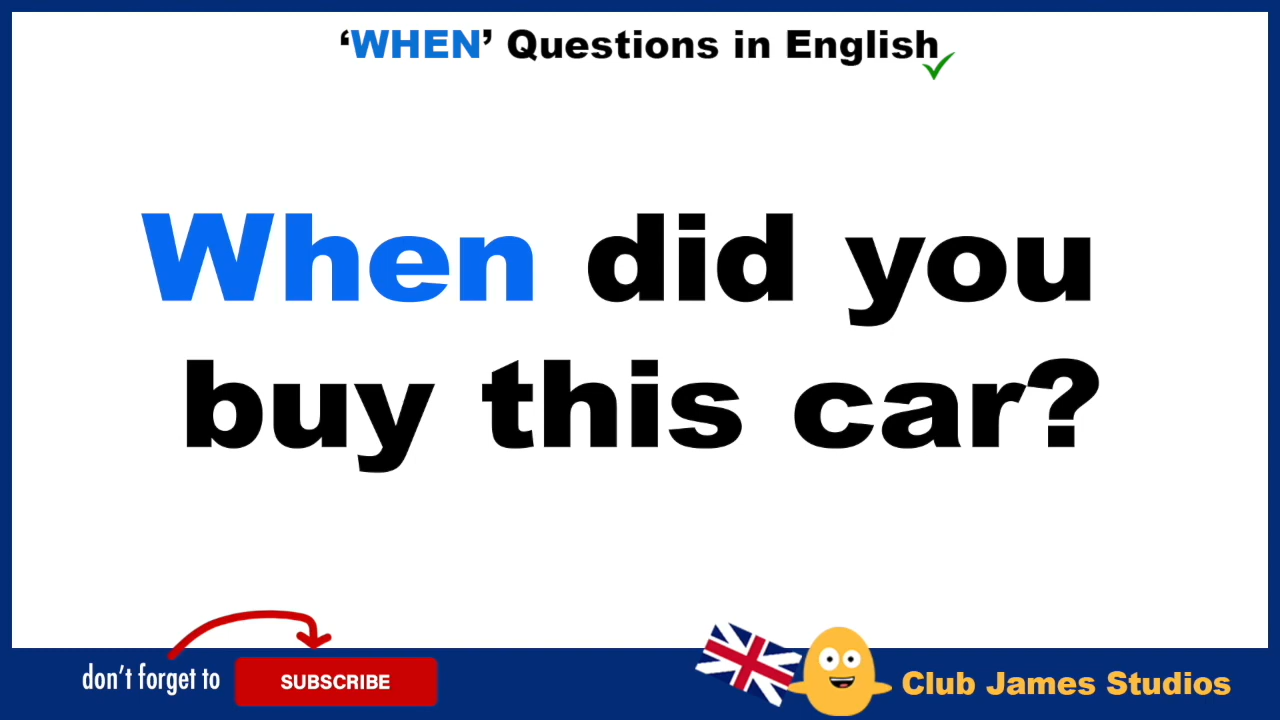 ‘WHEN’ Questions in English
When did you
buy this car?
don't forget to
SUBSCRIBE
Club James Studios